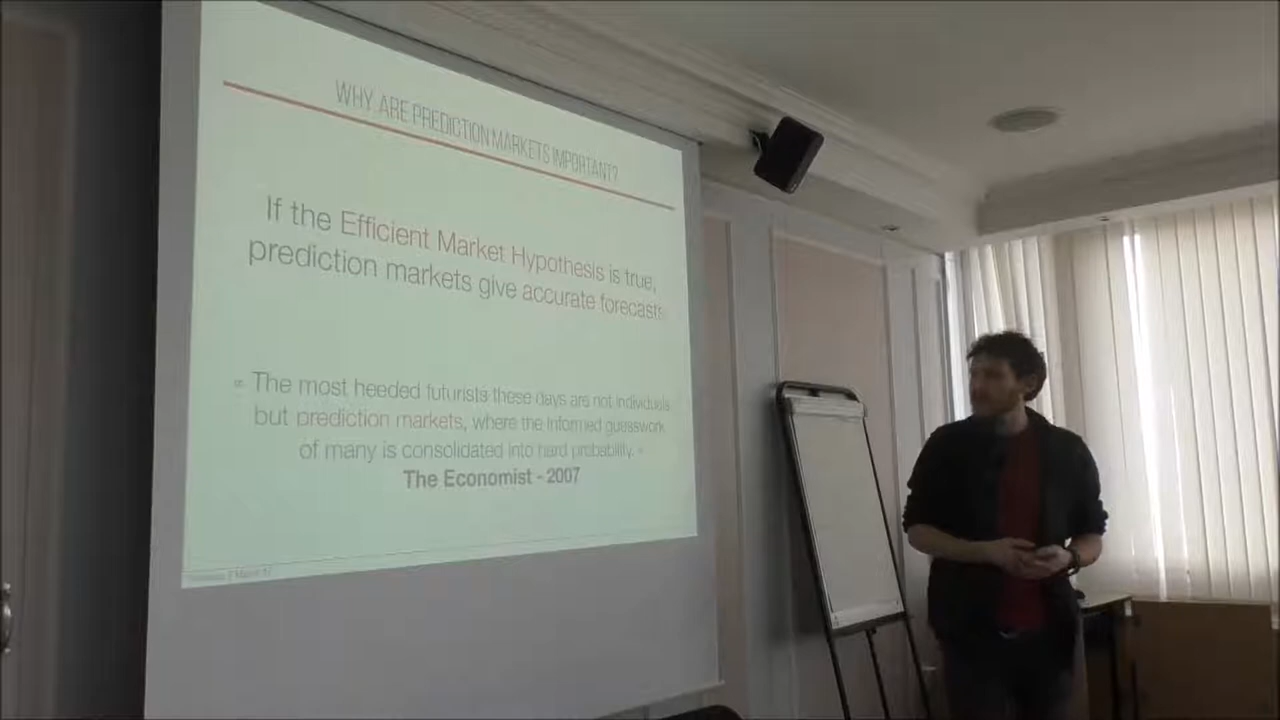 WHY ARE PREDICTION MARKETS IMPORTANT?
If the Efficient Market Hypothesis is true,
prediction markets give accurate forecasts
« The most heeded futurists these days are not individuals
but prediction markets, where the informed guesswork
of many is consolidated into hard probability. »
The Economist - 2007